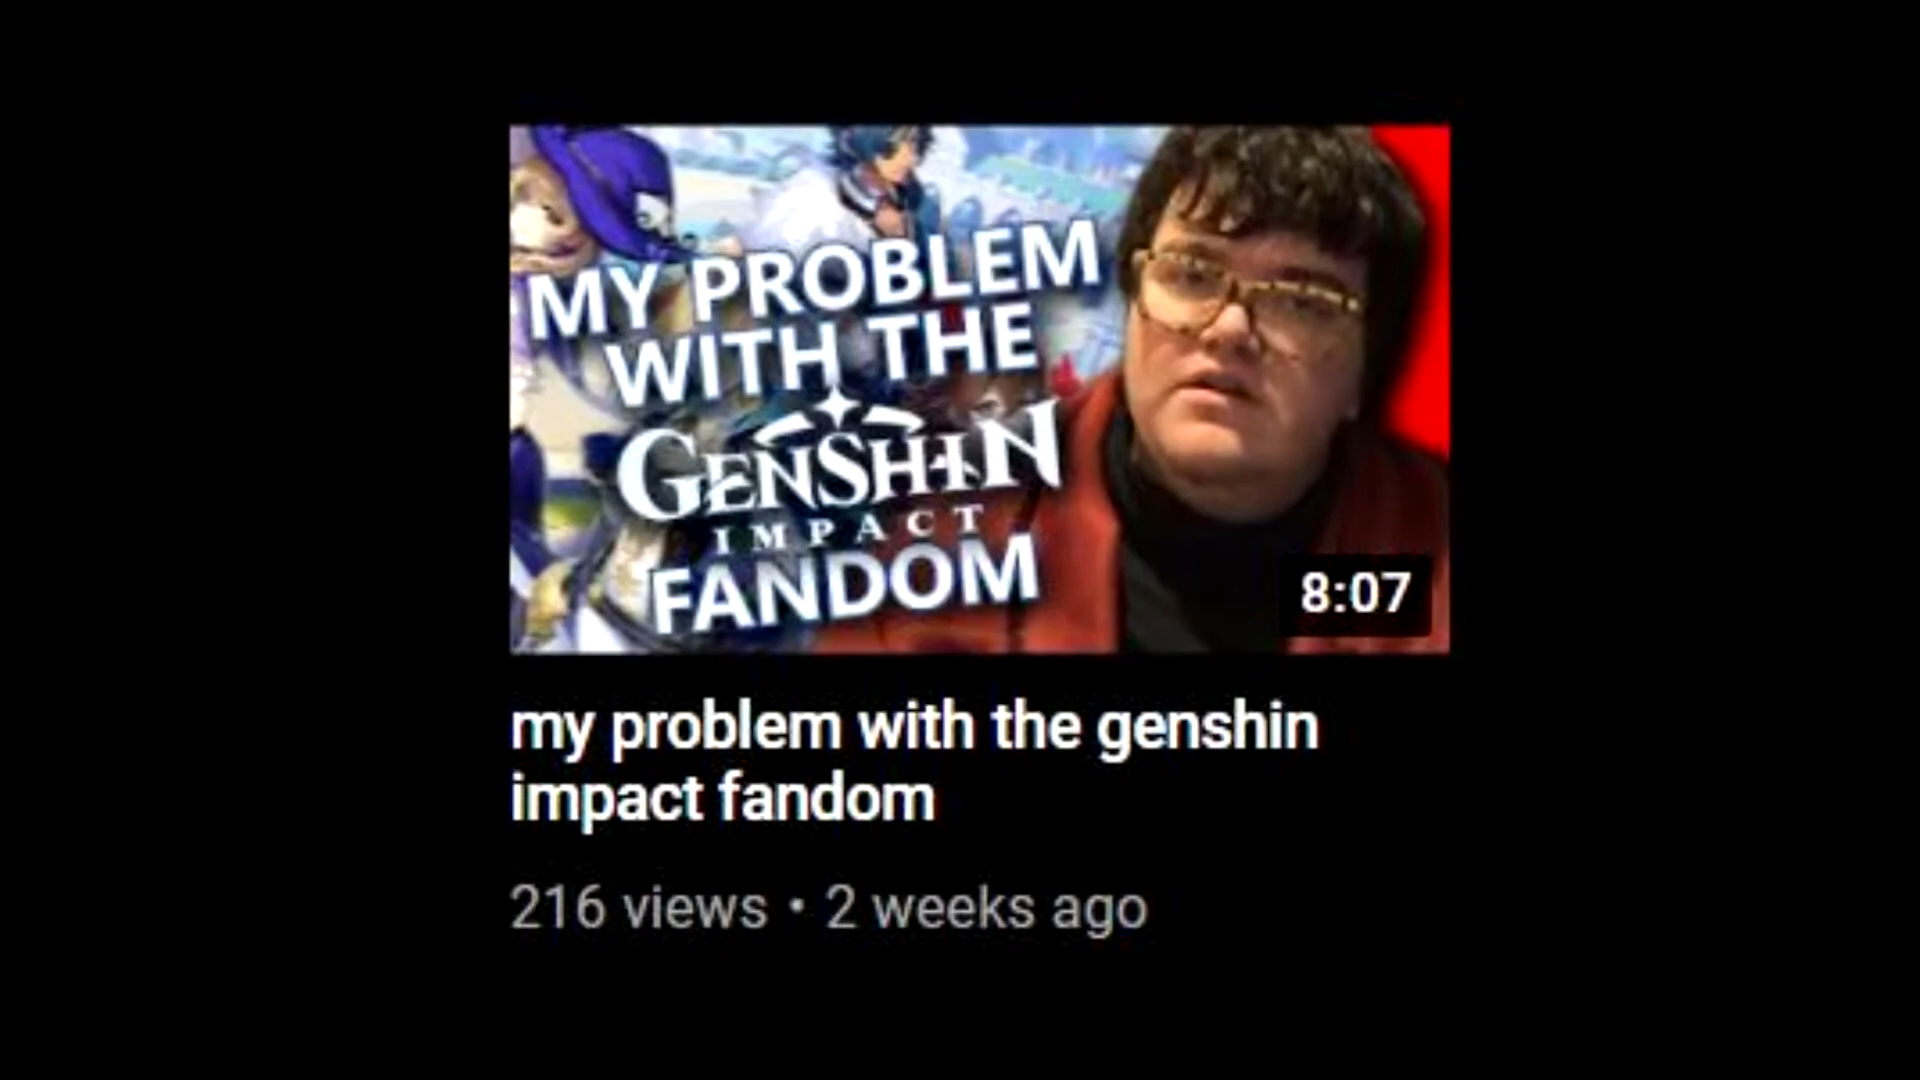 MY PROBLEM
WITH THE
GENSHIN
IMPACT
FANDOM
8:07
my problem with the genshin
impact fandom
216 views • 2 weeks ago